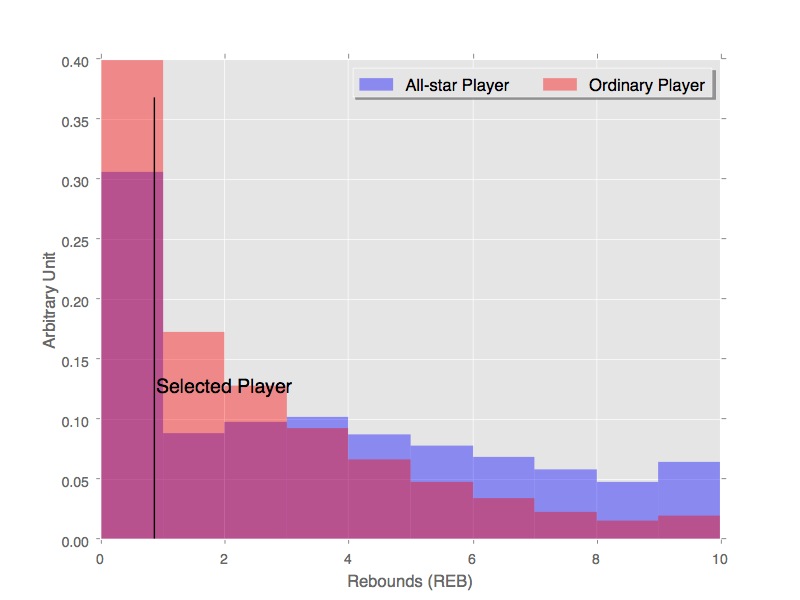 0.40
All-star Player Ordinary Player
0.35
0.30
0.25
Arbitrary Unit
0.20
0.15
Selected Player
0.10
0.05
0.00
0 2 4 6 8 10
Rebounds (REB)